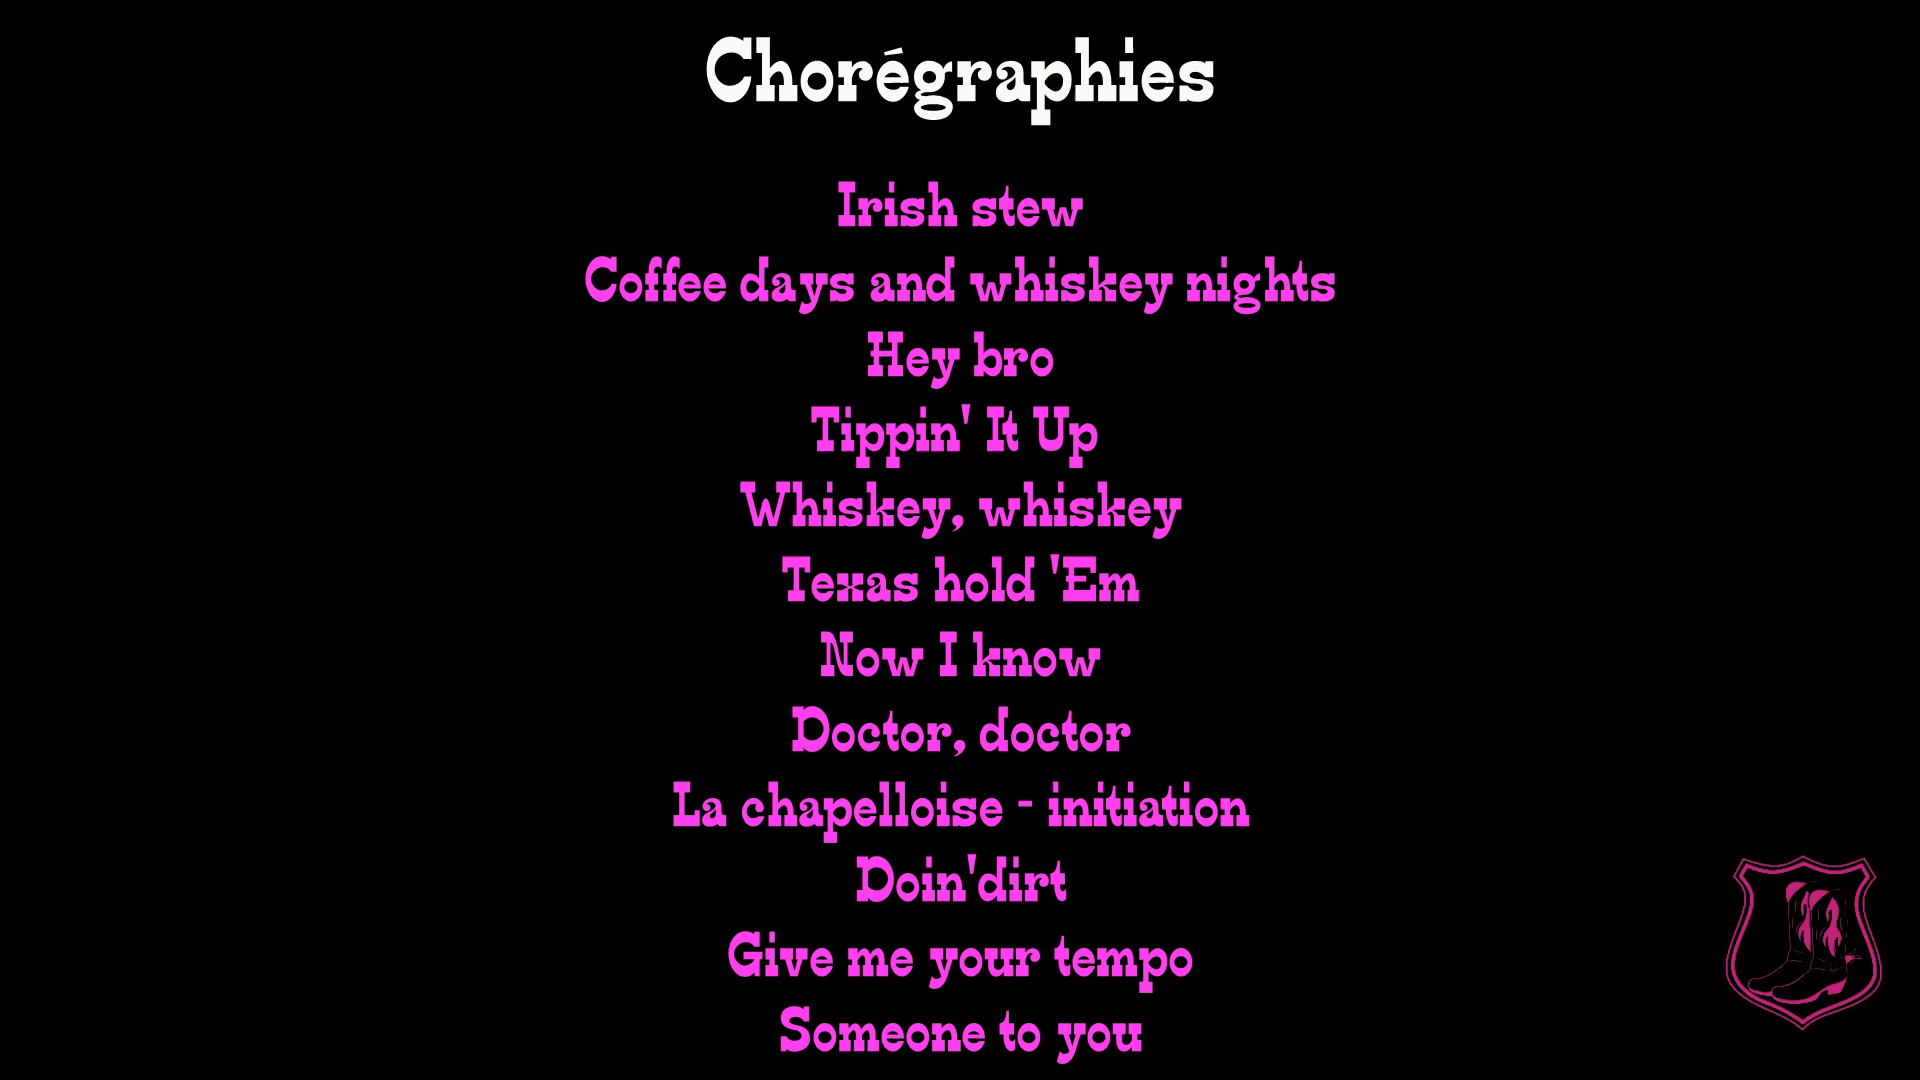 Chorégraphies
Irish stew
Coffee days and whiskey nights
Hey bro
Tippin' It Up
Whiskey, whiskey
Texas hold 'Em
Now I know
Doctor, doctor
La chapelloise - initiation
Doin'dirt
Give me your tempo
Someone to you